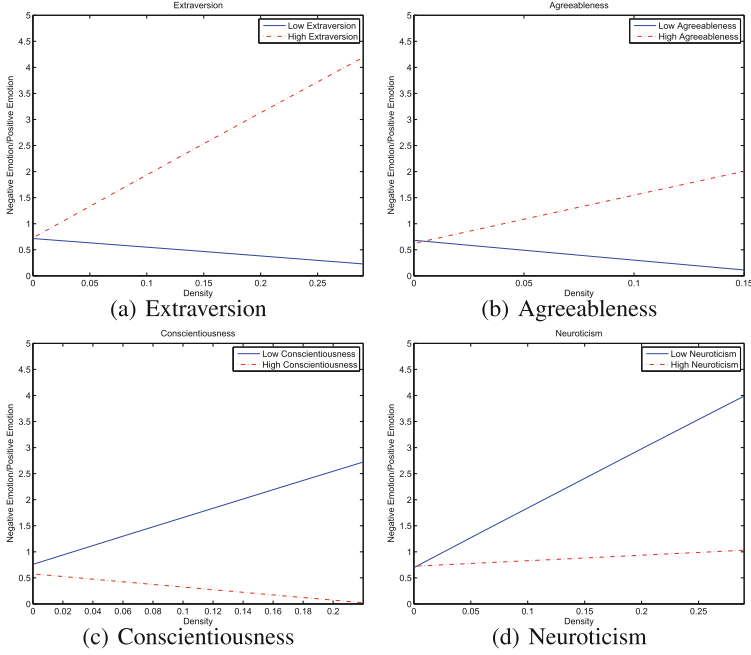 Extraversion
5
4.5
4
3.5
3
2.5
2
1.5
1
0.5
0
Negative Emotion/Positive Emotion
Low Extraversion
High Extraversion
0 0.05 0.1 0.15 0.2 0.25
Density
(a) Extraversion
Agreeableness
5
4.5
4
3.5
3
2.5
2
1.5
1
0.5
0
Negative Emotion/Positive Emotion
Low Agreeableness
High Agreeableness
0 0.05 0.1 0.15
Density
(b) Agreeableness
Conscientiousness
5
4.5
4
3.5
3
2.5
2
1.5
1
0.5
0
Negative Emotion/Positive Emotion
Low Conscientiousness
High Conscientiousness
0 0.02 0.04 0.06 0.08 0.10 0.12 0.14 0.16 0.18 0.2
Density
(c) Conscientiousness
Neuroticism
5
4.5
4
3.5
3
2.5
2
1.5
1
0.5
0
Negative Emotion/Positive Emotion
Low Neuroticism
High Neuroticism
0 0.05 0.1 0.15 0.2 0.25
Density
(d) Neuroticism